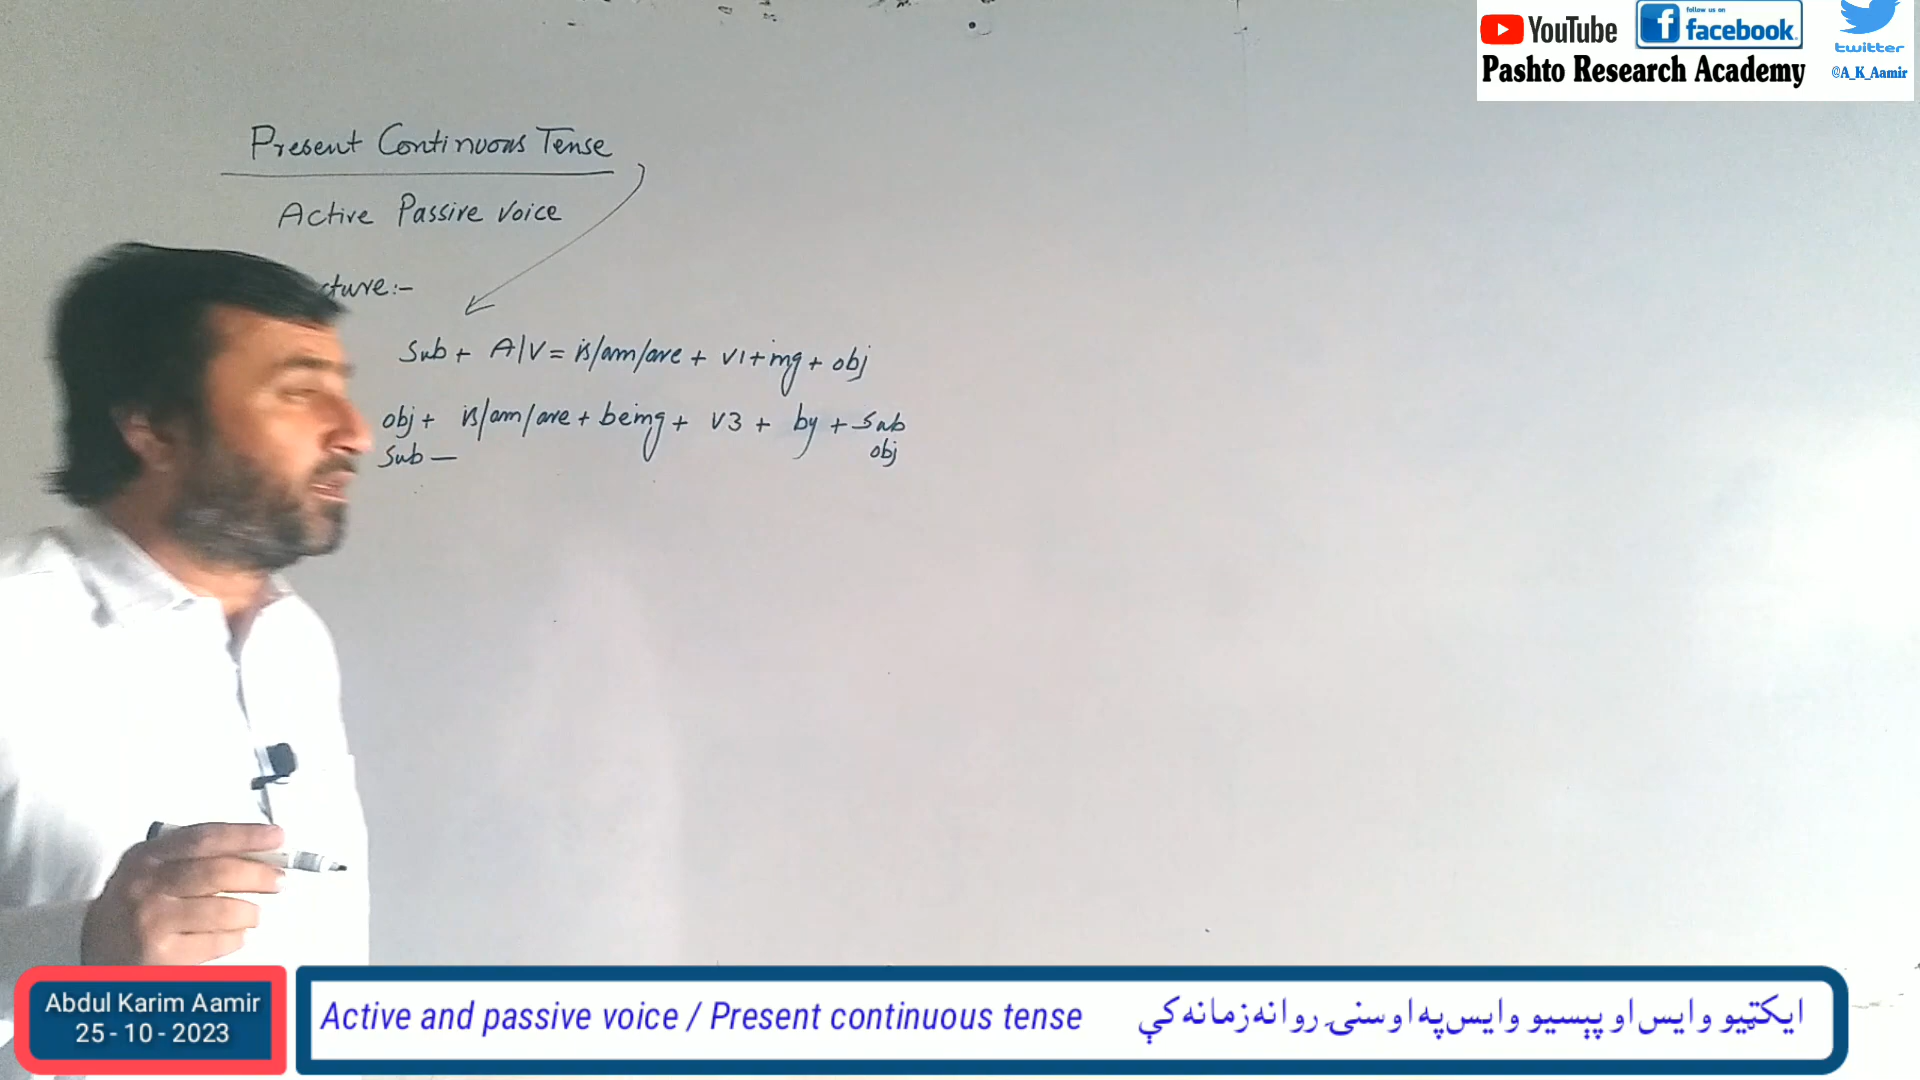 follow us on
YouTube facebook. twitter
Pashto Research Academy @A_K_Aamir
Present Continuous Tense
Active Passive Voice
cture:-
Sub + A/V = is/am/are + V1+ing + obj
obj + is/am/are + being + V3 + by + Sub
Sub — obj
Abdul Karim Aamir
25 - 10 - 2023
Active and passive voice / Present continuous tense ایکټیو وایس او پېسیو وایس په اوسنۍ روانه زمانه کې